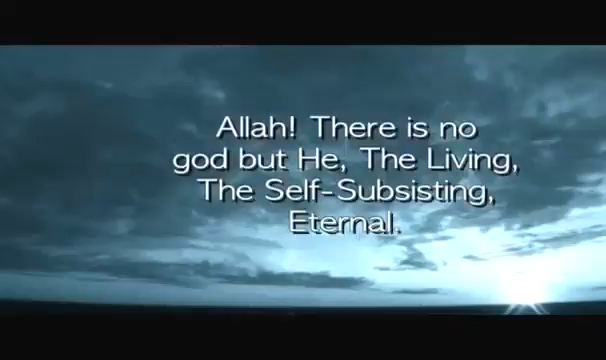 Allah! There is no
god but He, The Living,
The Self-Subsisting,
Eternal.